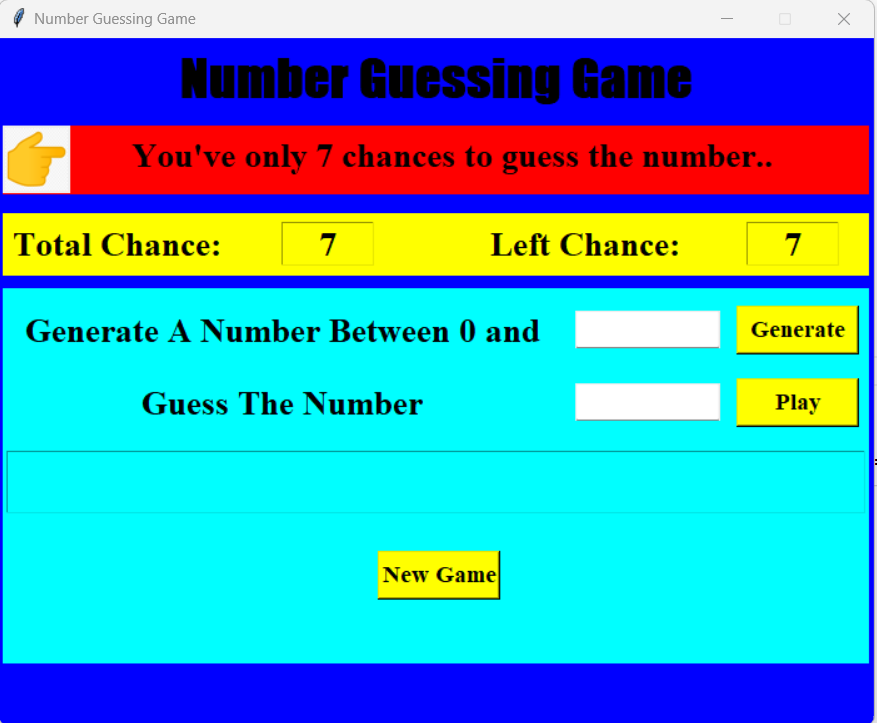 Number Guessing Game
Number Guessing Game
You've only 7 chances to guess the number..
Total Chance: 7 Left Chance: 7
Generate A Number Between 0 and Generate
Guess The Number Play
New Game